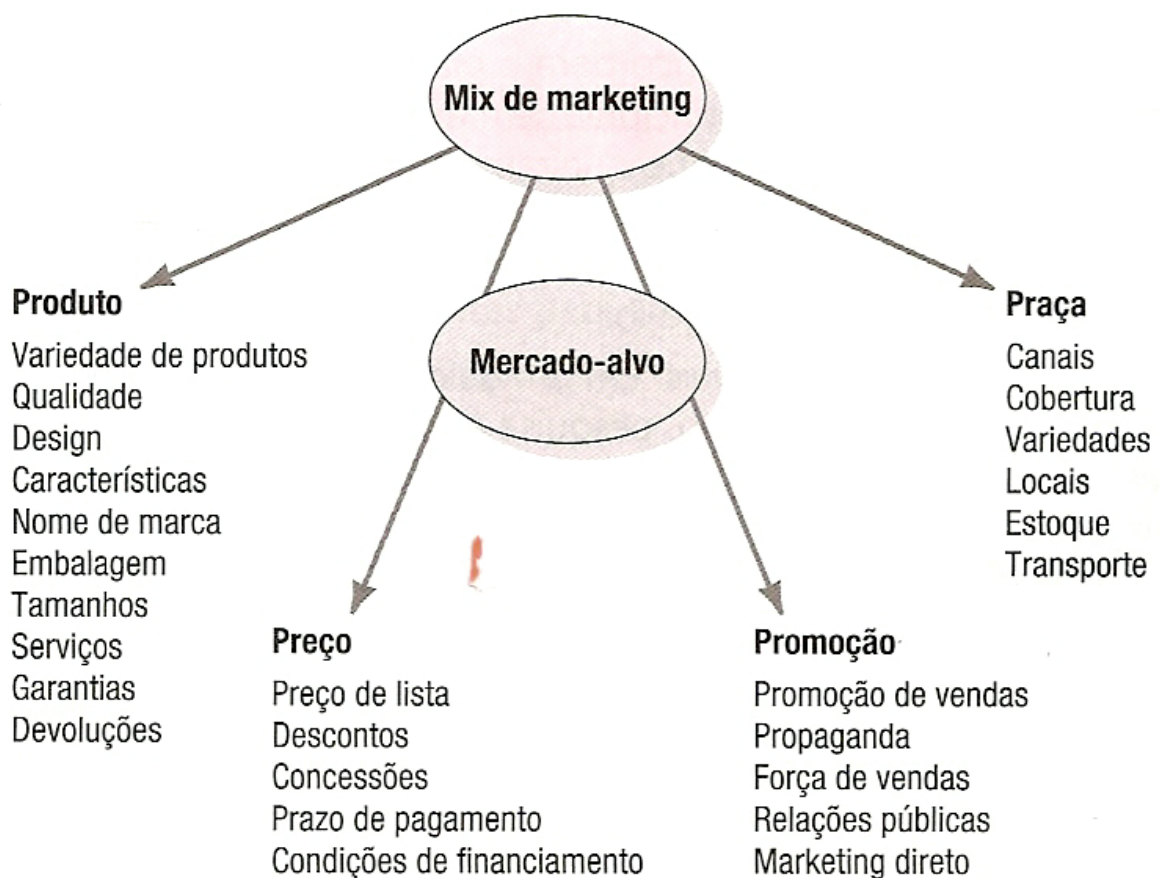 Mix de marketing
Mercado-alvo
Produto
Variedade de produtos
Qualidade
Design
Características
Nome de marca
Embalagem
Tamanhos
Serviços
Garantias
Devoluções
Preço
Preço de lista
Descontos
Concessões
Prazo de pagamento
Condições de financiamento
Promoção
Promoção de vendas
Propaganda
Força de vendas
Relações públicas
Marketing direto
Praça
Canais
Cobertura
Variedades
Locais
Estoque
Transporte